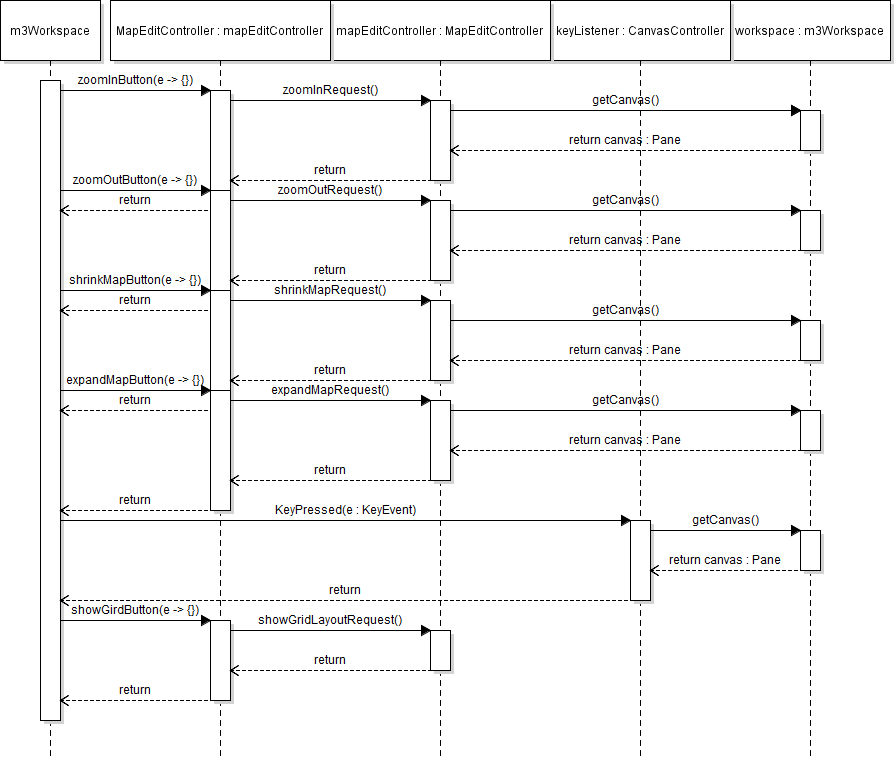 m3Workspace
MapEditController : mapEditController
mapEditController : MapEditController
keyListener : CanvasController
workspace : m3Workspace
zoomInButton(e -> {})
zoomInRequest()
getCanvas()
return canvas : Pane
return
zoomOutButton(e -> {})
zoomOutRequest()
return
getCanvas()
return canvas : Pane
return
shrinkMapButton(e -> {})
shrinkMapRequest()
return
getCanvas()
return canvas : Pane
return
expandMapButton(e -> {})
expandMapRequest()
return
getCanvas()
return canvas : Pane
return
return
KeyPressed(e : KeyEvent)
getCanvas()
return canvas : Pane
return
showGirdButton(e -> {})
showGridLayoutRequest()
return
return